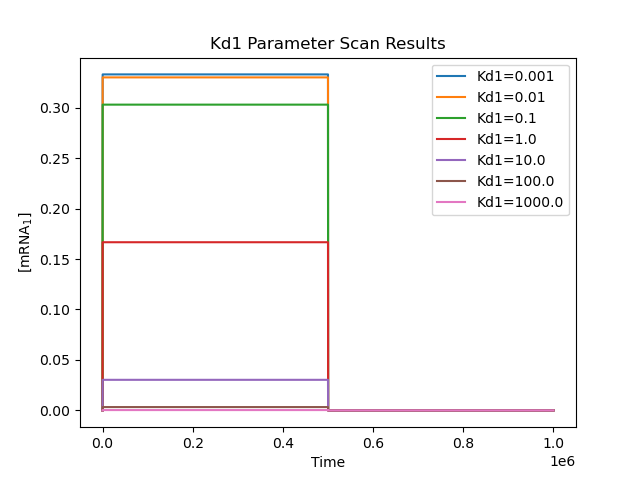 Kd1 Parameter Scan Results
Kd1=0.001
Kd1=0.01
Kd1=0.1
Kd1=1.0
Kd1=10.0
Kd1=100.0
Kd1=1000.0
[mRNA₁]
0.30
0.25
0.20
0.15
0.10
0.05
0.00
0.0 0.2 0.4 0.6 0.8 1.0
1e6
Time